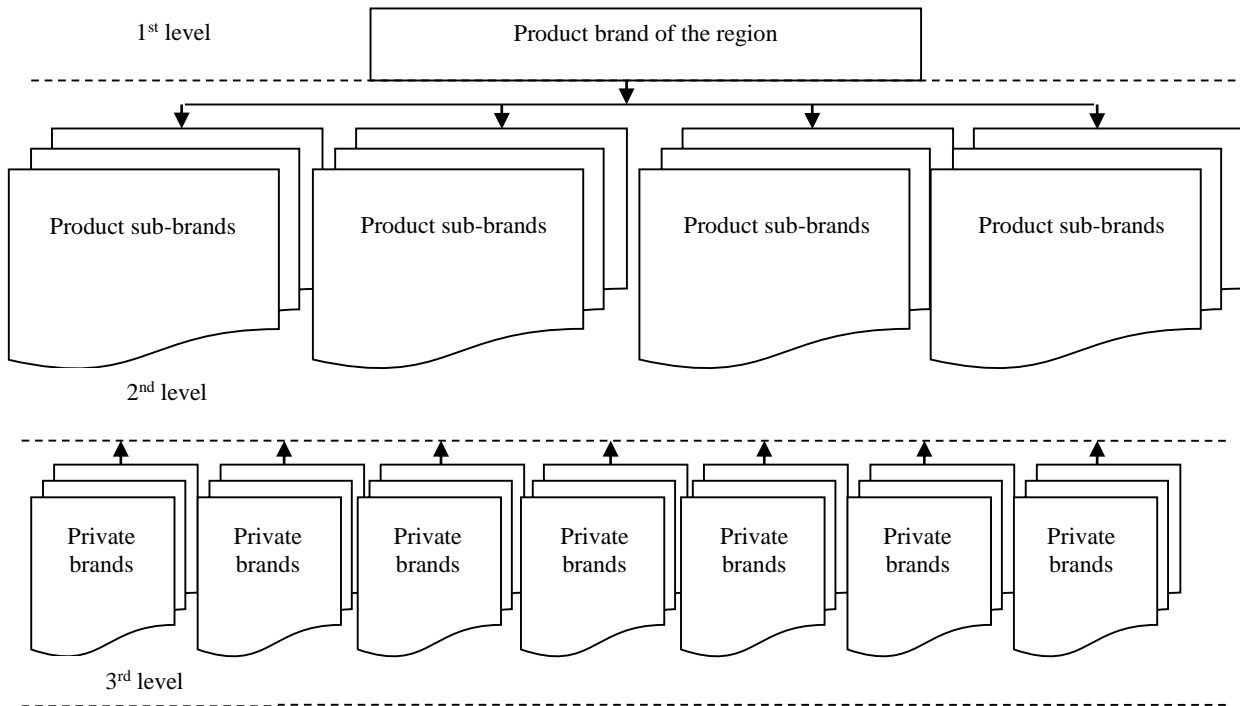 1st level
Product brand of the region
Product sub-brands
Product sub-brands
Product sub-brands
Product sub-brands
2nd level
Private
brands
Private
brands
Private
brands
Private
brands
Private
brands
Private
brands
Private
brands
3rd level